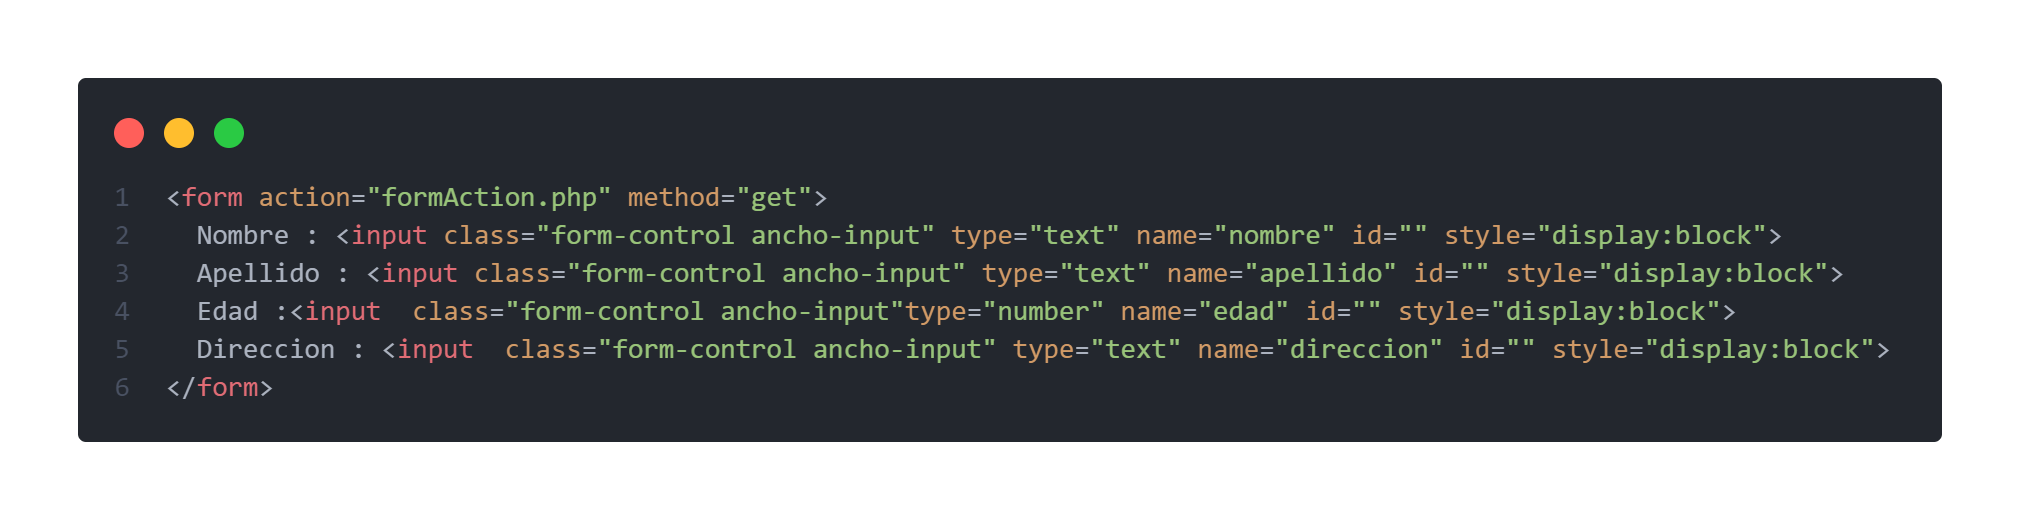 1 <form action="formAction.php" method="get">
2 Nombre : <input class="form-control ancho-input" type="text" name="nombre" id="" style="display:block">
3 Apellido : <input class="form-control ancho-input" type="text" name="apellido" id="" style="display:block">
4 Edad :<input  class="form-control ancho-input"type="number" name="edad" id="" style="display:block">
5 Direccion : <input  class="form-control ancho-input" type="text" name="direccion" id="" style="display:block">
6 </form>